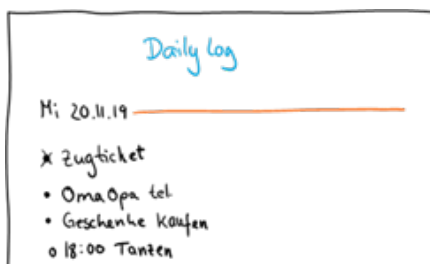 Daily log
Mi 20.11.19
x Zugticket
• OmaOpa tel
• Geschenke kaufen
o 18:00 Tanzen